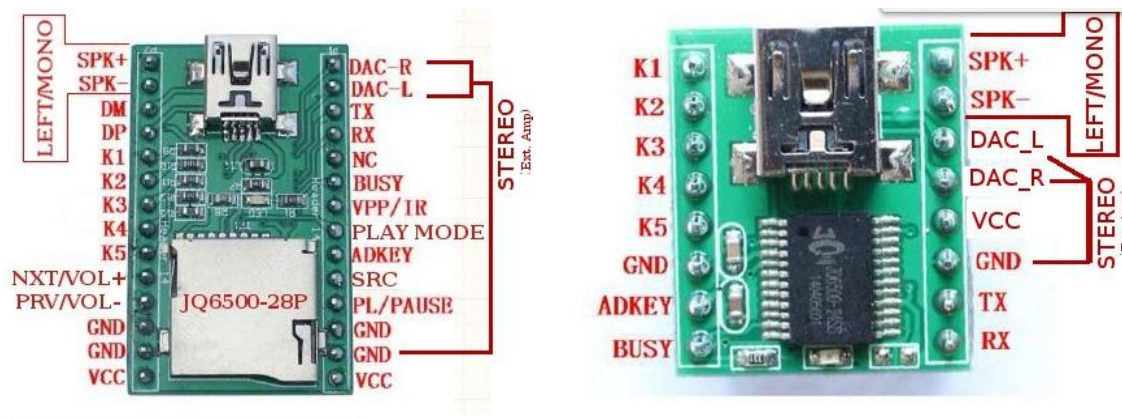 LEFT/MONO
SPK+
SPK-
DM
DP
K1
K2
K3
K4
K5
NXT/VOL+
PRV/VOL-
GND
GND
VCC
JQ6500-28P
DAC-R
DAC-L
TX
RX
NC
BUSY
VPP/IR
PLAY MODE
ADKEY
SRC
PL/PAUSE
GND
GND
VCC
STEREO
(Ext. Amp)
K1
K2
K3
K4
K5
GND
ADKEY
BUSY
SPK+
SPK-
DAC_L
DAC_R
VCC
GND
TX
RX
LEFT/MONO
STEREO